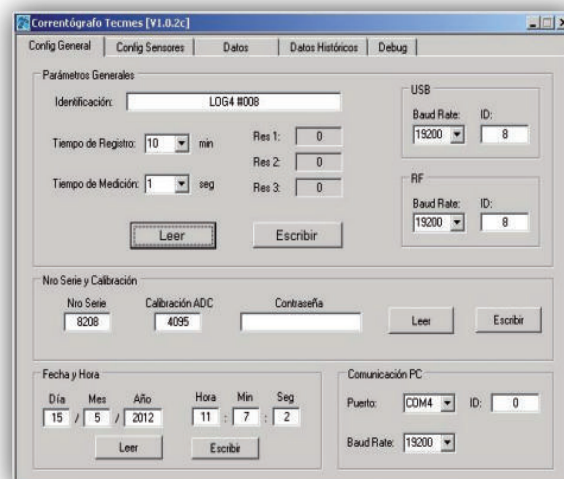 Correntógrafo Tecmes [V1.0.2c]
Config General Config Sensores Datos Datos Históricos Debug
Parámetros Generales
Identificación: LOG4 #008
Tiempo de Registro: 10 min
Tiempo de Medición: 1 seg
Res 1: 0
Res 2: 0
Res 3: 0
Leer Escribir
USB
Baud Rate: ID:
19200 8
RF
Baud Rate: ID:
19200 8
Nro Serie y Calibración
Nro Serie Calibración ADC Contraseña
8208 4095 Leer Escribir
Fecha y Hora
Día Mes Año Hora Min Seg
15 / 5 / 2012 11 : 7 : 2
Leer Escribir
Comunicación PC
Puerto: COM4 ID: 0
Baud Rate: 19200